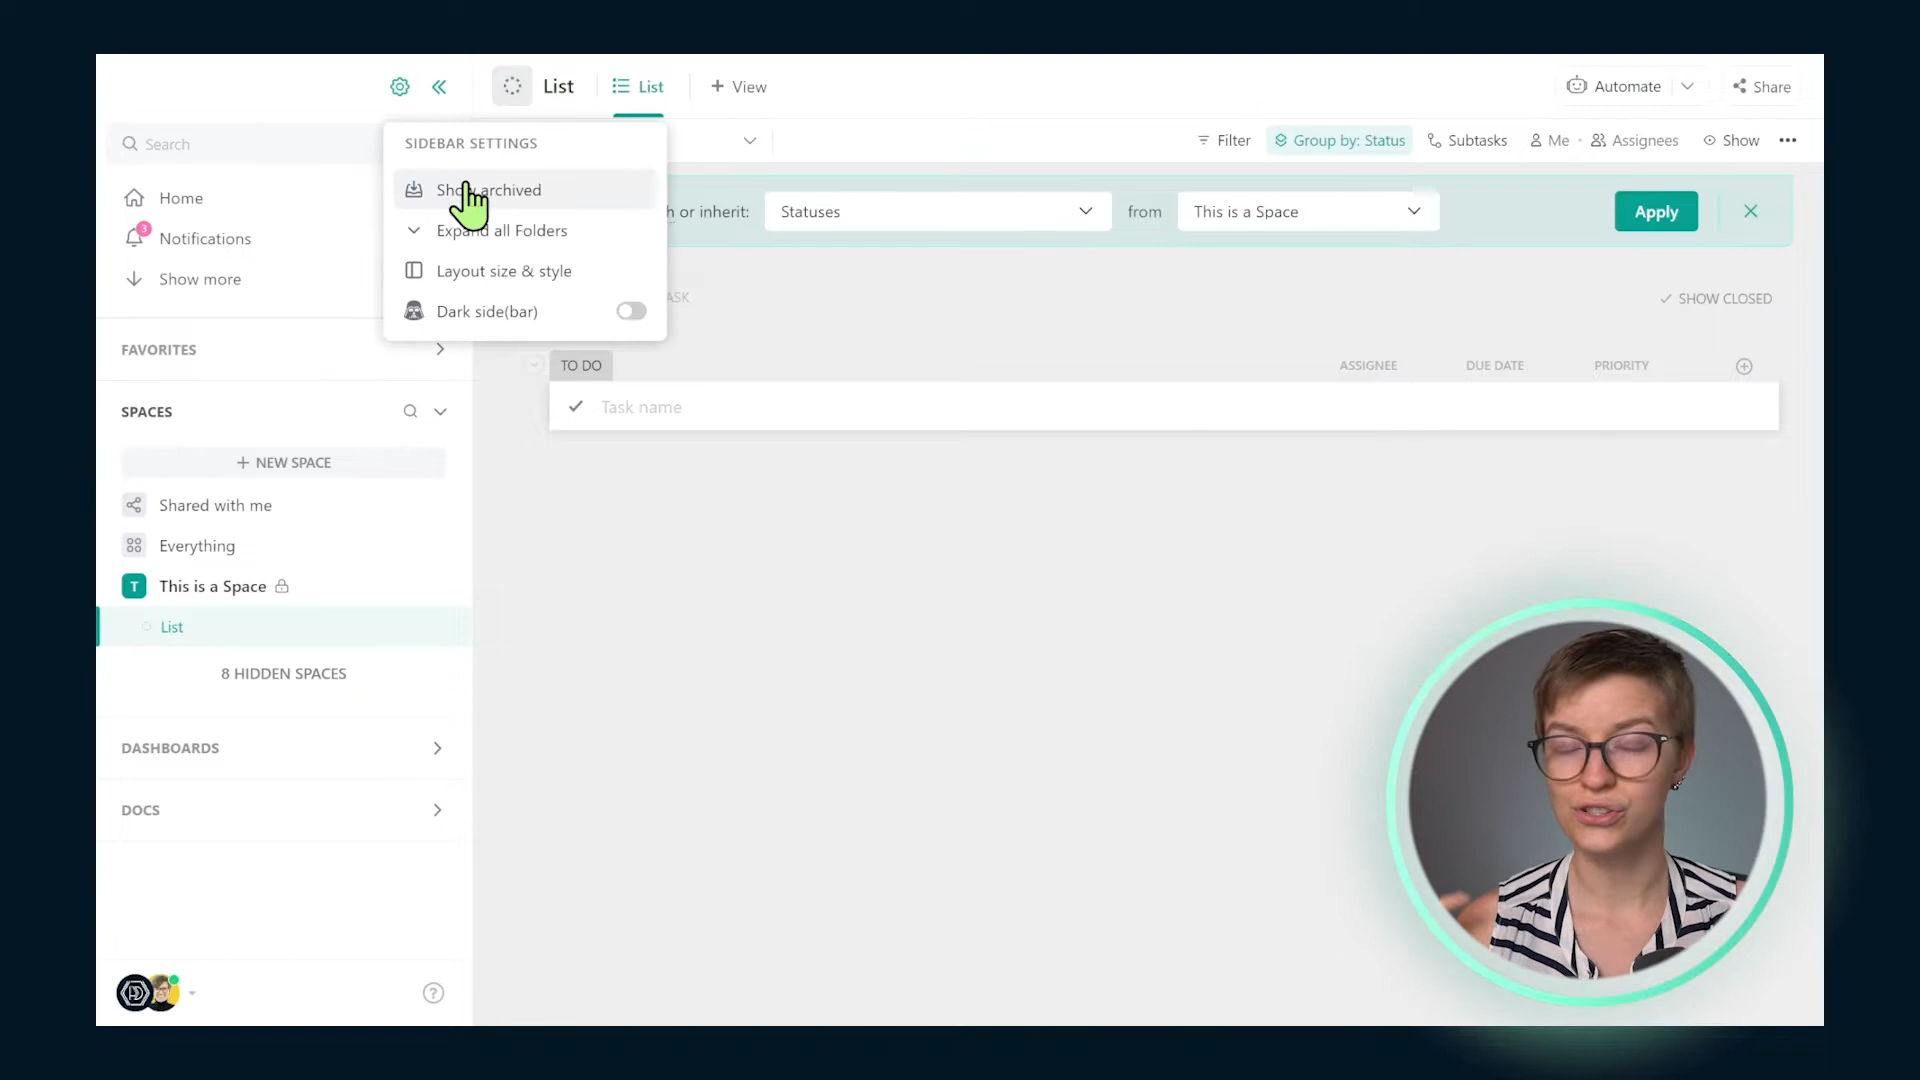 List
List
+ View
Automate
Share
Search
SIDEBAR SETTINGS
Filter
Group by: Status
Subtasks
Me
Assignees
Show
Show archived
Expand all Folders
Layout size & style
Dark side(bar)
Home
3
Notifications
Show more
h or inherit:
Statuses
from
This is a Space
Apply
ASK
SHOW CLOSED
FAVORITES
TO DO
ASSIGNEE
DUE DATE
PRIORITY
Task name
SPACES
+ NEW SPACE
Shared with me
Everything
T
This is a Space
List
8 HIDDEN SPACES
DASHBOARDS
DOCS
?